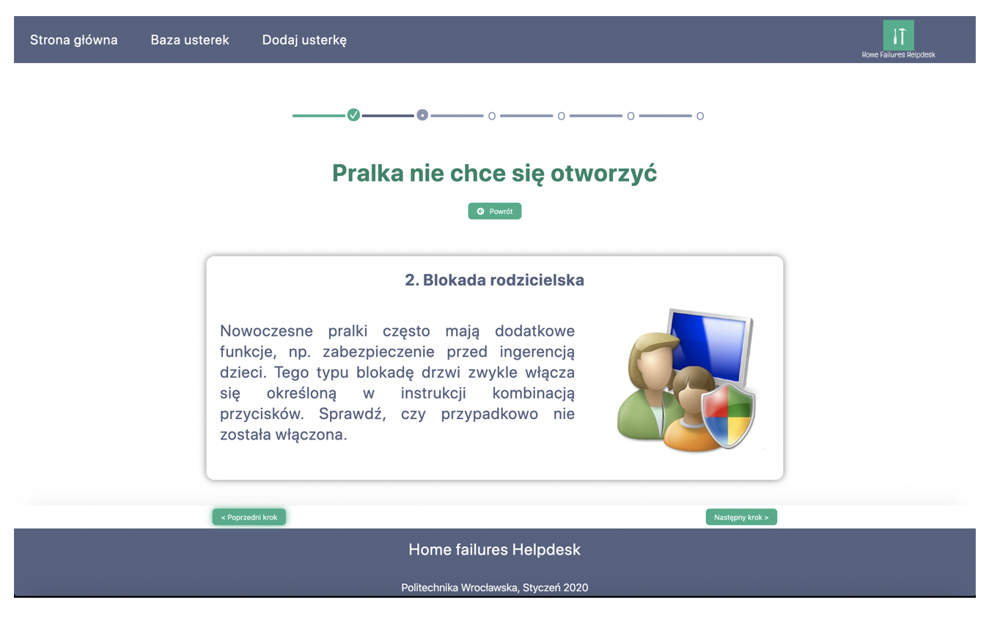 Strona główna Baza usterek Dodaj usterkę
Home Failures Helpdesk
Pralka nie chce się otworzyć
Powrót
2. Blokada rodzicielska
Nowoczesne pralki często mają dodatkowe
funkcje, np. zabezpieczenie przed ingerencją
dzieci. Tego typu blokadę drzwi zwykle włącza
się określoną w instrukcji kombinacją
przycisków. Sprawdź, czy przypadkowo nie
została włączona.
< Poprzedni krok Następny krok >
Home failures Helpdesk
Politechnika Wrocławska, Styczeń 2020